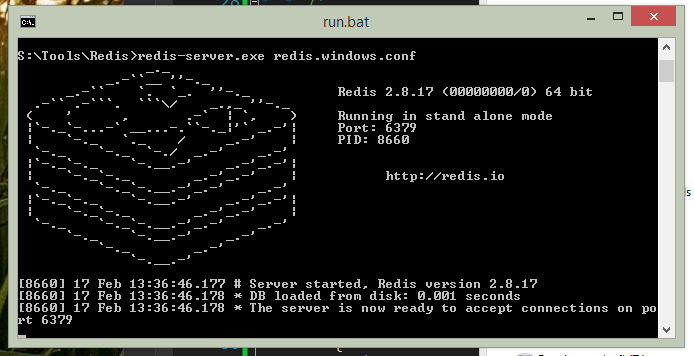 run.bat
S:\Tools\Redis>redis-server.exe redis.windows.conf
Redis 2.8.17 (00000000/0) 64 bit
Running in stand alone mode
Port: 6379
PID: 8660
http://redis.io
[8660] 17 Feb 13:36:46.177 # Server started, Redis version 2.8.17
[8660] 17 Feb 13:36:46.178 * DB loaded from disk: 0.001 seconds
[8660] 17 Feb 13:36:46.178 * The server is now ready to accept connections on po
rt 6379